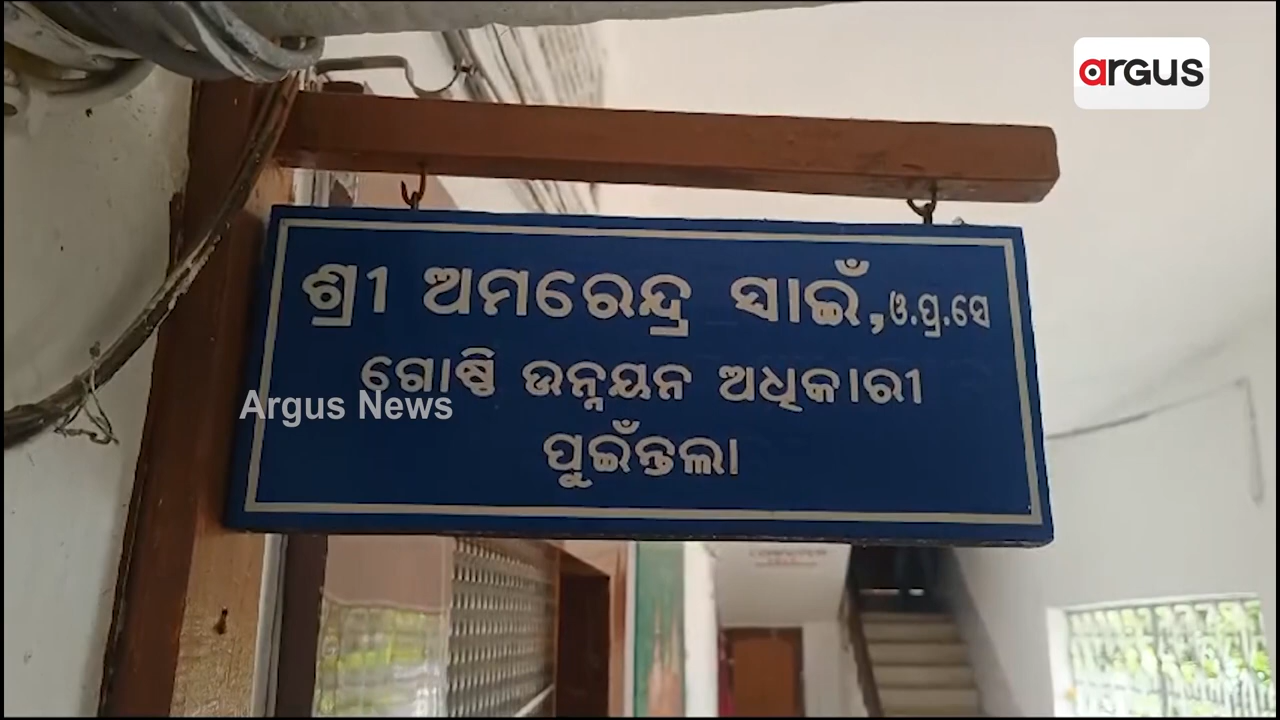 aRGUS
ଶ୍ରୀ ଅମରେନ୍ଦ୍ର ସ୍ୱାଇଁ,ଓ.ପ୍ର.ସେ
ଗୋଷ୍ଠି ଉନ୍ନୟନ ଅଧିକାରୀ
Argus News
ପୁଇଁନ୍ତଲା